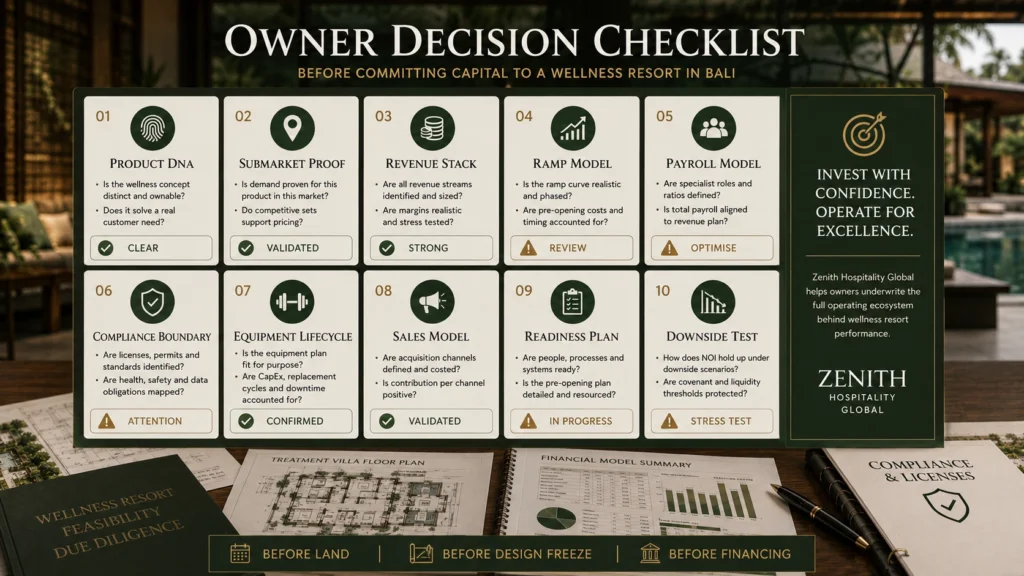 OWNER DECISION CHECKLIST
BEFORE COMMITTING CAPITAL TO A WELLNESS RESORT IN BALI
01
PRODUCT DNA
• Is the wellness concept
distinct and ownable?
• Does it solve a real
customer need?
CLEAR
02
SUBMARKET PROOF
• Is demand proven for this
product in this market?
• Do competitive sets
support pricing?
VALIDATED
03
REVENUE STACK
• Are all revenue streams
identified and sized?
• Are margins realistic
and stress tested?
STRONG
04
RAMP MODEL
• Is the ramp curve realistic
and phased?
• Are pre-opening costs and
timing accounted for?
REVIEW
05
PAYROLL MODEL
• Are specialist roles and
ratios defined?
• Is total payroll aligned
to revenue plan?
OPTIMISE
06
COMPLIANCE BOUNDARY
• Are licenses, permits and
standards identified?
• Are health, safety and data
obligations mapped?
ATTENTION
07
EQUIPMENT LIFECYCLE
• Is the equipment plan
fit for purpose?
• Are CapEx, replacement
cycles and downtime
accounted for?
CONFIRMED
08
SALES MODEL
• Are acquisition channels
defined and costed?
• Is contribution per channel
positive?
VALIDATED
09
READINESS PLAN
• Are people, processes and
systems ready?
• Is the pre-opening plan
detailed and resourced?
IN PROGRESS
10
DOWNSIDE TEST
• How does NOI hold up under
downside scenarios?
• Are covenant and liquidity
thresholds protected?
STRESS TEST
INVEST WITH
CONFIDENCE.
OPERATE FOR
EXCELLENCE.
Zenith Hospitality Global
helps owners underwrite the
full operating ecosystem
behind wellness resort
performance.
ZENITH
HOSPITALITY
GLOBAL
WELLNESS RESORT
FEASIBILITY
DUE DILIGENCE
TREATMENT VILLA FLOOR PLAN
FINANCIAL MODEL SUMMARY
COMPLIANCE
& LICENSES
BEFORE LAND
BEFORE DESIGN FREEZE
BEFORE FINANCING